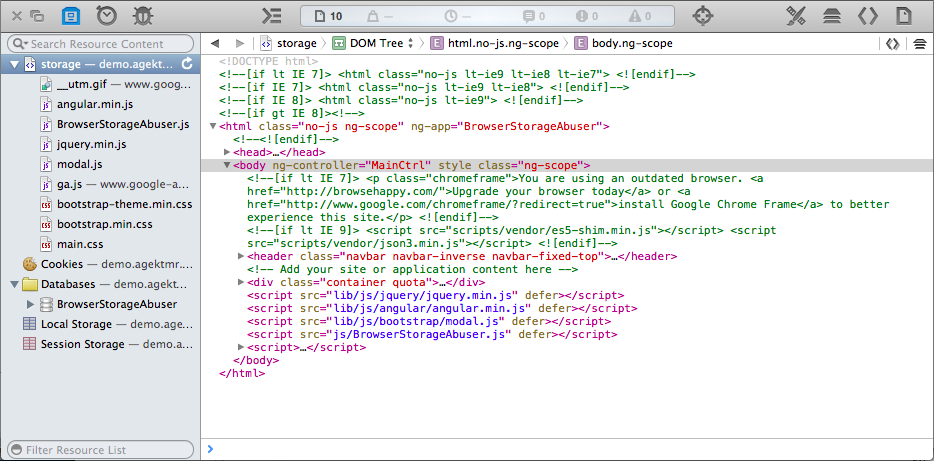 10 — — 0 0 0
Search Resource Content
storage DOM Tree html.no-js.ng-scope body.ng-scope
storage — demo.agektmr...
__utm.gif — www.goog...
angular.min.js
BrowserStorageAbuser.js
jquery.min.js
modal.js
ga.js — www.google-a...
bootstrap-theme.min.css
bootstrap.min.css
main.css
Cookies — demo.agektmr...
Databases — demo.agekt...
BrowserStorageAbuser
Local Storage — demo.ag...
Session Storage — demo.a...
Filter Resource List
<!DOCTYPE html>
<!--[if lt IE 7]> <html class="no-js lt-ie9 lt-ie8 lt-ie7"> <![endif]-->
<!--[if IE 7]> <html class="no-js lt-ie9 lt-ie8"> <![endif]-->
<!--[if IE 8]> <html class="no-js lt-ie9"> <![endif]-->
<!--[if gt IE 8]><!-->
<html class="no-js ng-scope" ng-app="BrowserStorageAbuser">
<!--<![endif]-->
<head>…</head>
<body ng-controller="MainCtrl" style class="ng-scope">
<!--[if lt IE 7]> <p class="chromeframe">You are using an outdated browser. <a
href="http://browsehappy.com/">Upgrade your browser today</a> or <a
href="http://www.google.com/chromeframe/?redirect=true">install Google Chrome Frame</a> to better
experience this site.</p> <![endif]-->
<!--[if lt IE 9]> <script src="scripts/vendor/es5-shim.min.js"></script> <script
src="scripts/vendor/json3.min.js"></script> <![endif]-->
<header class="navbar navbar-inverse navbar-fixed-top">…</header>
<!-- Add your site or application content here -->
<div class="container quota">…</div>
<script src="lib/js/jquery/jquery.min.js" defer></script>
<script src="lib/js/angular/angular.min.js" defer></script>
<script src="lib/js/bootstrap/modal.js" defer></script>
<script src="js/BrowserStorageAbuser.js" defer></script>
<script>…</script>
</body>
</html>